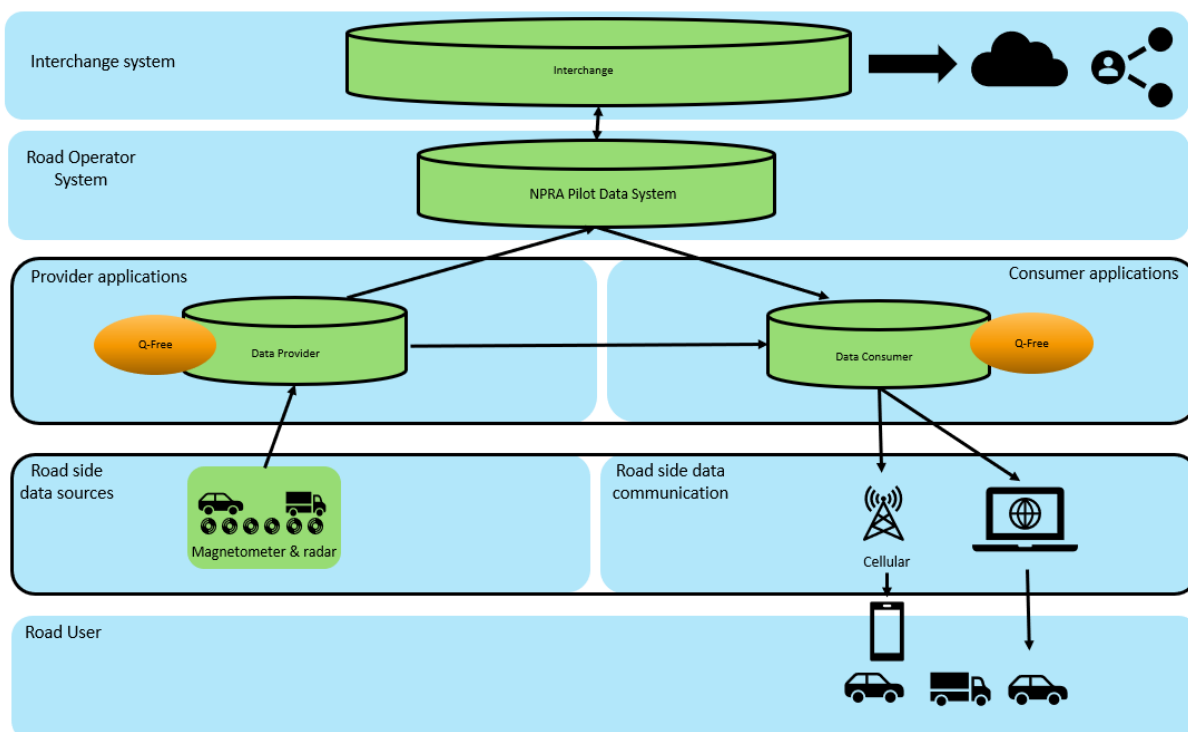 Interchange system
Interchange
Road Operator
System
NPRA Pilot Data System
Provider applications
Consumer applications
Q-Free
Data Provider
Data Consumer
Q-Free
Road side
data sources
Magnetometer & radar
Road side data
communication
Cellular
Road User